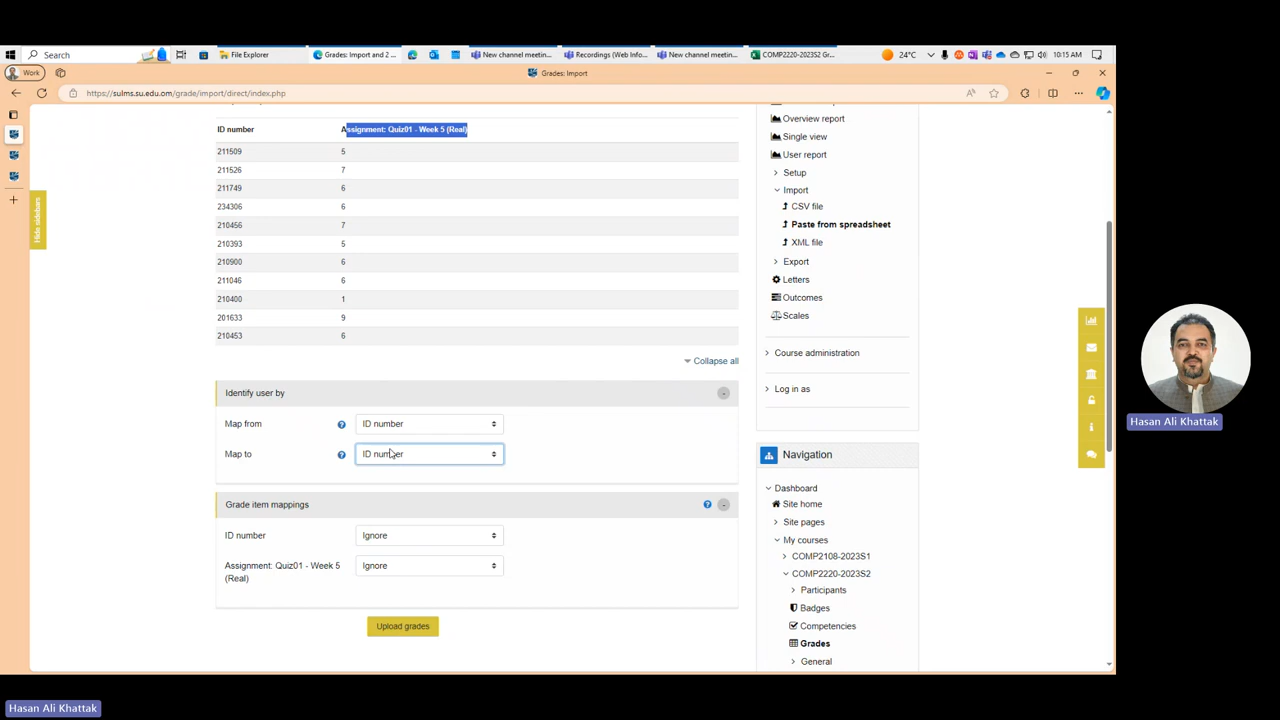 Search
File Explorer
Grades: Import and 2 ...
New channel meetin...
Recordings (Web Info...
New channel meetin...
COMP2220-2023S2 Gr...
24°C
10:15 AM
Work
Grades: Import
https://sulms.su.edu.om/grade/import/direct/index.php
Hide sidebars
ID number Assignment: Quiz01 - Week 5 (Real)
211509 5
211526 7
211749 6
234306 6
210456 7
210393 5
210900 6
211046 6
210400 1
201633 9
210453 6
Collapse all
Identify user by
Map from ID number
Map to ID number
Grade item mappings
ID number Ignore
Assignment: Quiz01 - Week 5 Ignore
(Real)
Upload grades
Overview report
Single view
User report
Setup
Import
CSV file
Paste from spreadsheet
XML file
Export
Letters
Outcomes
Scales
Course administration
Log in as
Navigation
Dashboard
Site home
Site pages
My courses
COMP2108-2023S1
COMP2220-2023S2
Participants
Badges
Competencies
Grades
General
Hasan Ali Khattak
Hasan Ali Khattak